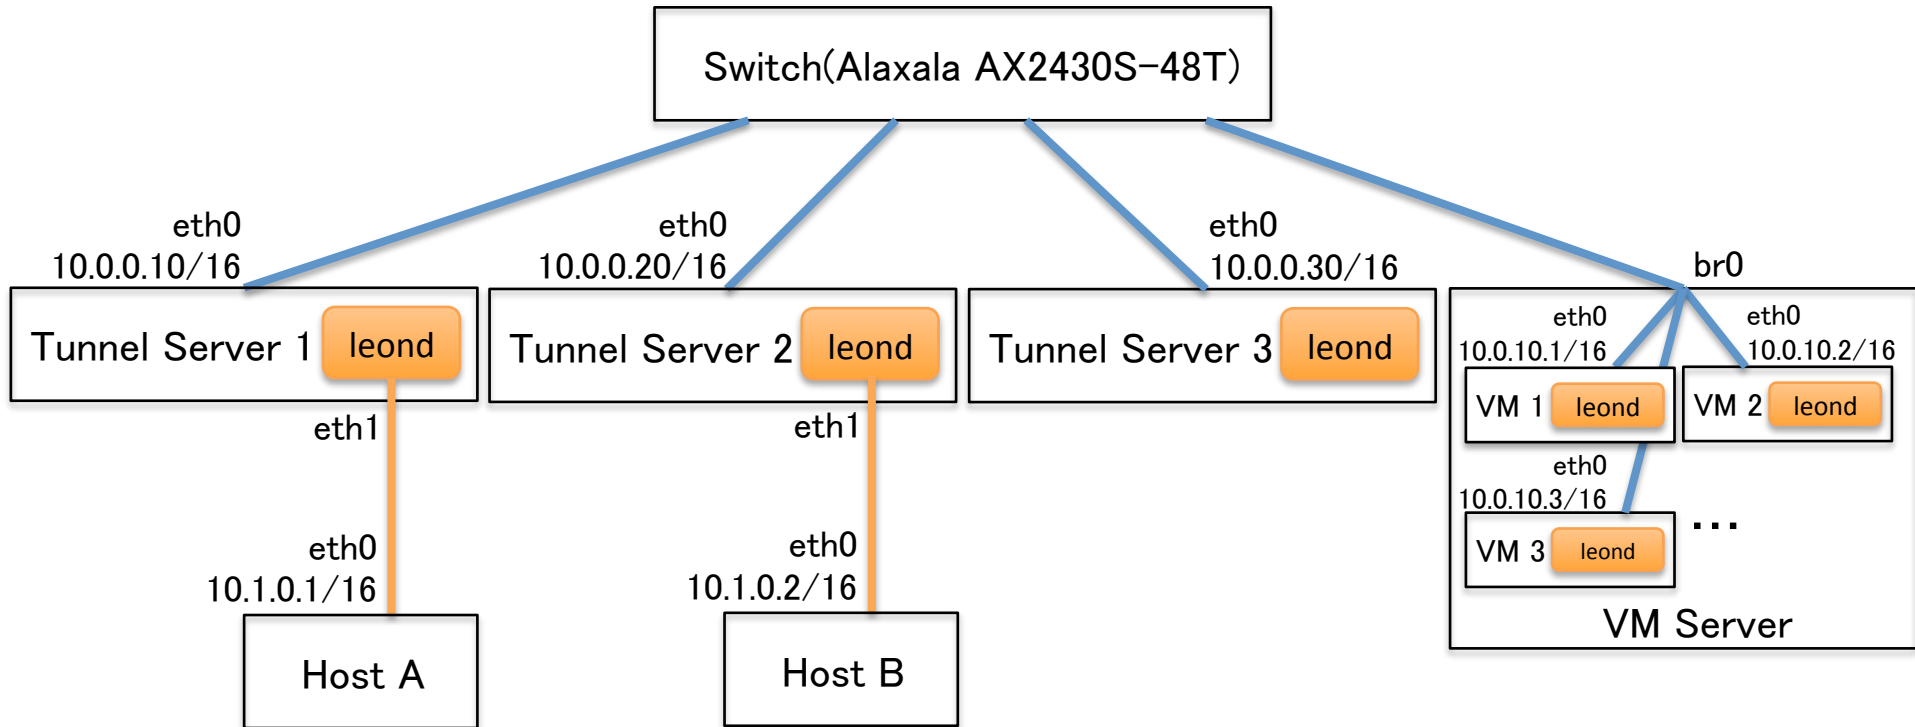 Switch(Alaxala AX2430S-48T)
eth0
10.0.0.10/16
eth0
10.0.0.20/16
eth0
10.0.0.30/16
br0
Tunnel Server 1
leond
Tunnel Server 2
leond
Tunnel Server 3
leond
eth0
10.0.10.1/16
eth0
10.0.10.2/16
VM 1
leond
VM 2
leond
eth0
10.0.10.3/16
...
VM 3
leond
VM Server
eth1
eth1
eth0
10.1.0.1/16
eth0
10.1.0.2/16
Host A
Host B